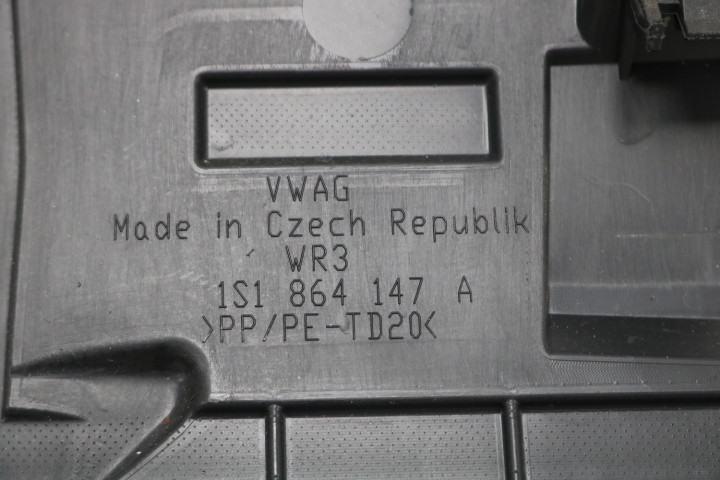 VWAG
Made in Czech Republik
WR3
1S1 864 147 A
>PP/PE-TD20<